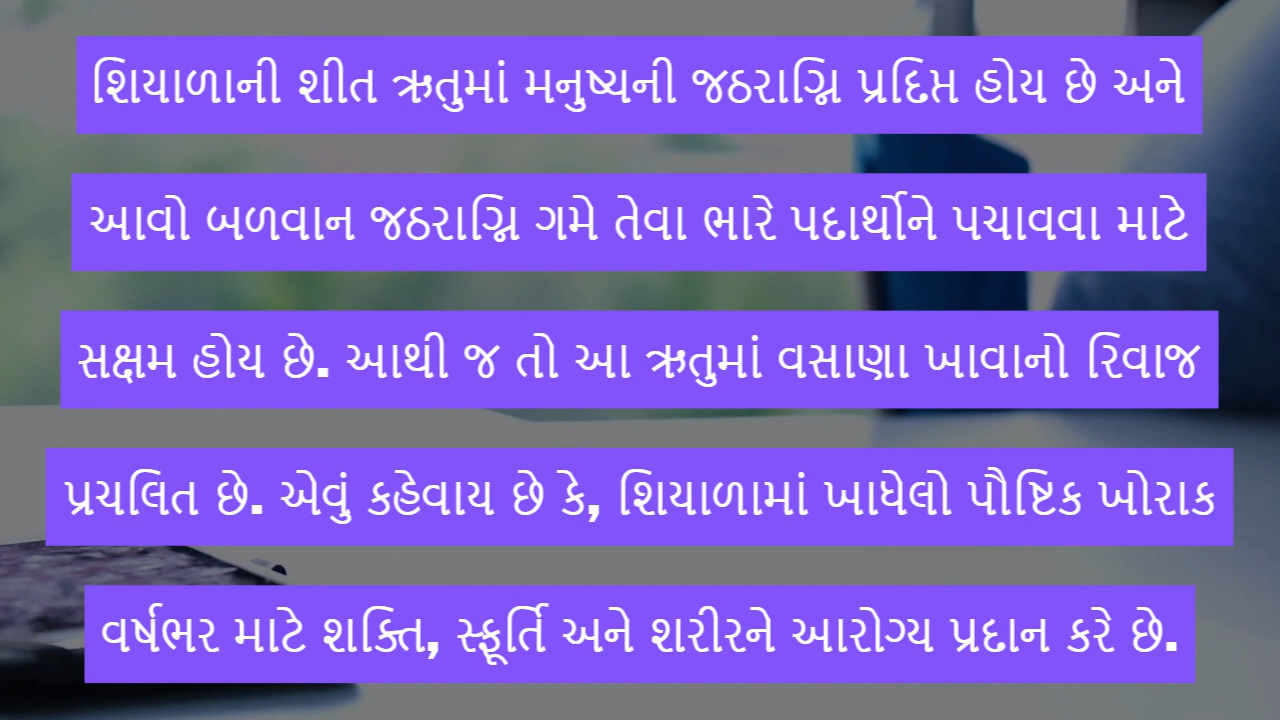 શિયાળાની શીત ઋતુમાં મનુષ્યની જઠરાગ્નિ પ્રદિપ્ત હોય છે અને
આવો બળવાન જઠરાગ્નિ ગમે તેવા ભારે પદાર્થોને પચાવવા માટે
સક્ષમ હોય છે. આથી જ તો આ ઋતુમાં વસાણા ખાવાનો રિવાજ
પ્રચલિત છે. એવું કહેવાય છે કે, શિયાળામાં ખાધેલો પૌષ્ટિક ખોરાક
વર્ષભર માટે શક્તિ, સ્ફૂર્તિ અને શરીરને આરોગ્ય પ્રદાન કરે છે.